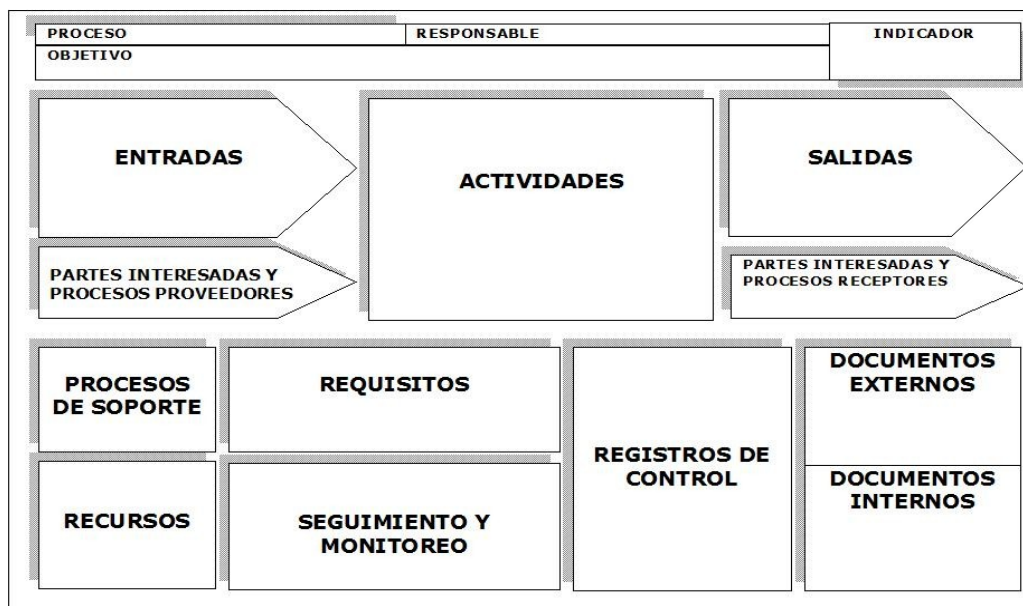 PROCESO
RESPONSABLE
INDICADOR
OBJETIVO
ENTRADAS
ACTIVIDADES
SALIDAS
PARTES INTERESADAS Y
PROCESOS PROVEEDORES
PARTES INTERESADAS Y
PROCESOS RECEPTORES
PROCESOS
DE SOPORTE
REQUISITOS
REGISTROS DE
CONTROL
DOCUMENTOS
EXTERNOS
RECURSOS
SEGUIMIENTO Y
MONITOREO
DOCUMENTOS
INTERNOS